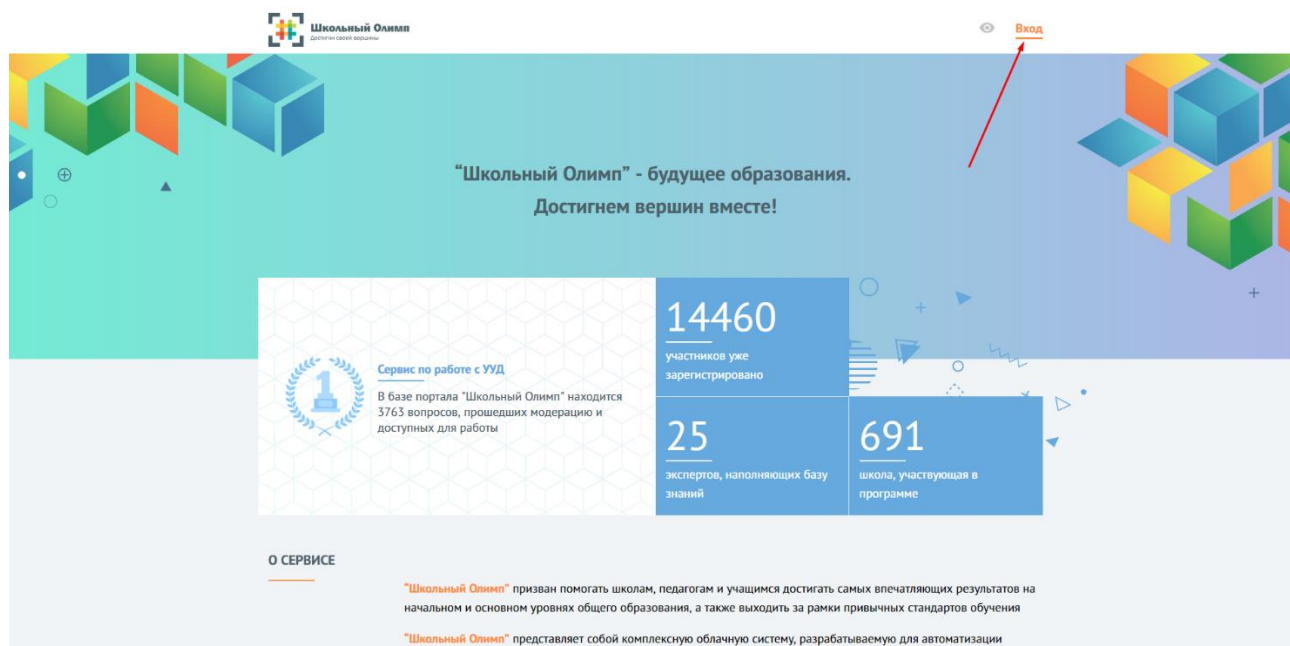 Школьный Олимп
Достигни своей вершины
Вход
“Школьный Олимп” - будущее образования.
Достигнем вершин вместе!
14460
участников уже
зарегистрировано
Сервис по работе с УУД
В базе портала "Школьный Олимп" находится
3763 вопросов, прошедших модерацию и
доступных для работы
25
экспертов, наполняющих базу
знаний
691
школа, участвующая в
программе
О СЕРВИСЕ
"Школьный Олимп" призван помогать школам, педагогам и учащимся достигать самых впечатляющих результатов на
начальном и основном уровнях общего образования, а также выходить за рамки привычных стандартов обучения
"Школьный Олимп" представляет собой комплексную облачную систему, разрабатываемую для автоматизации